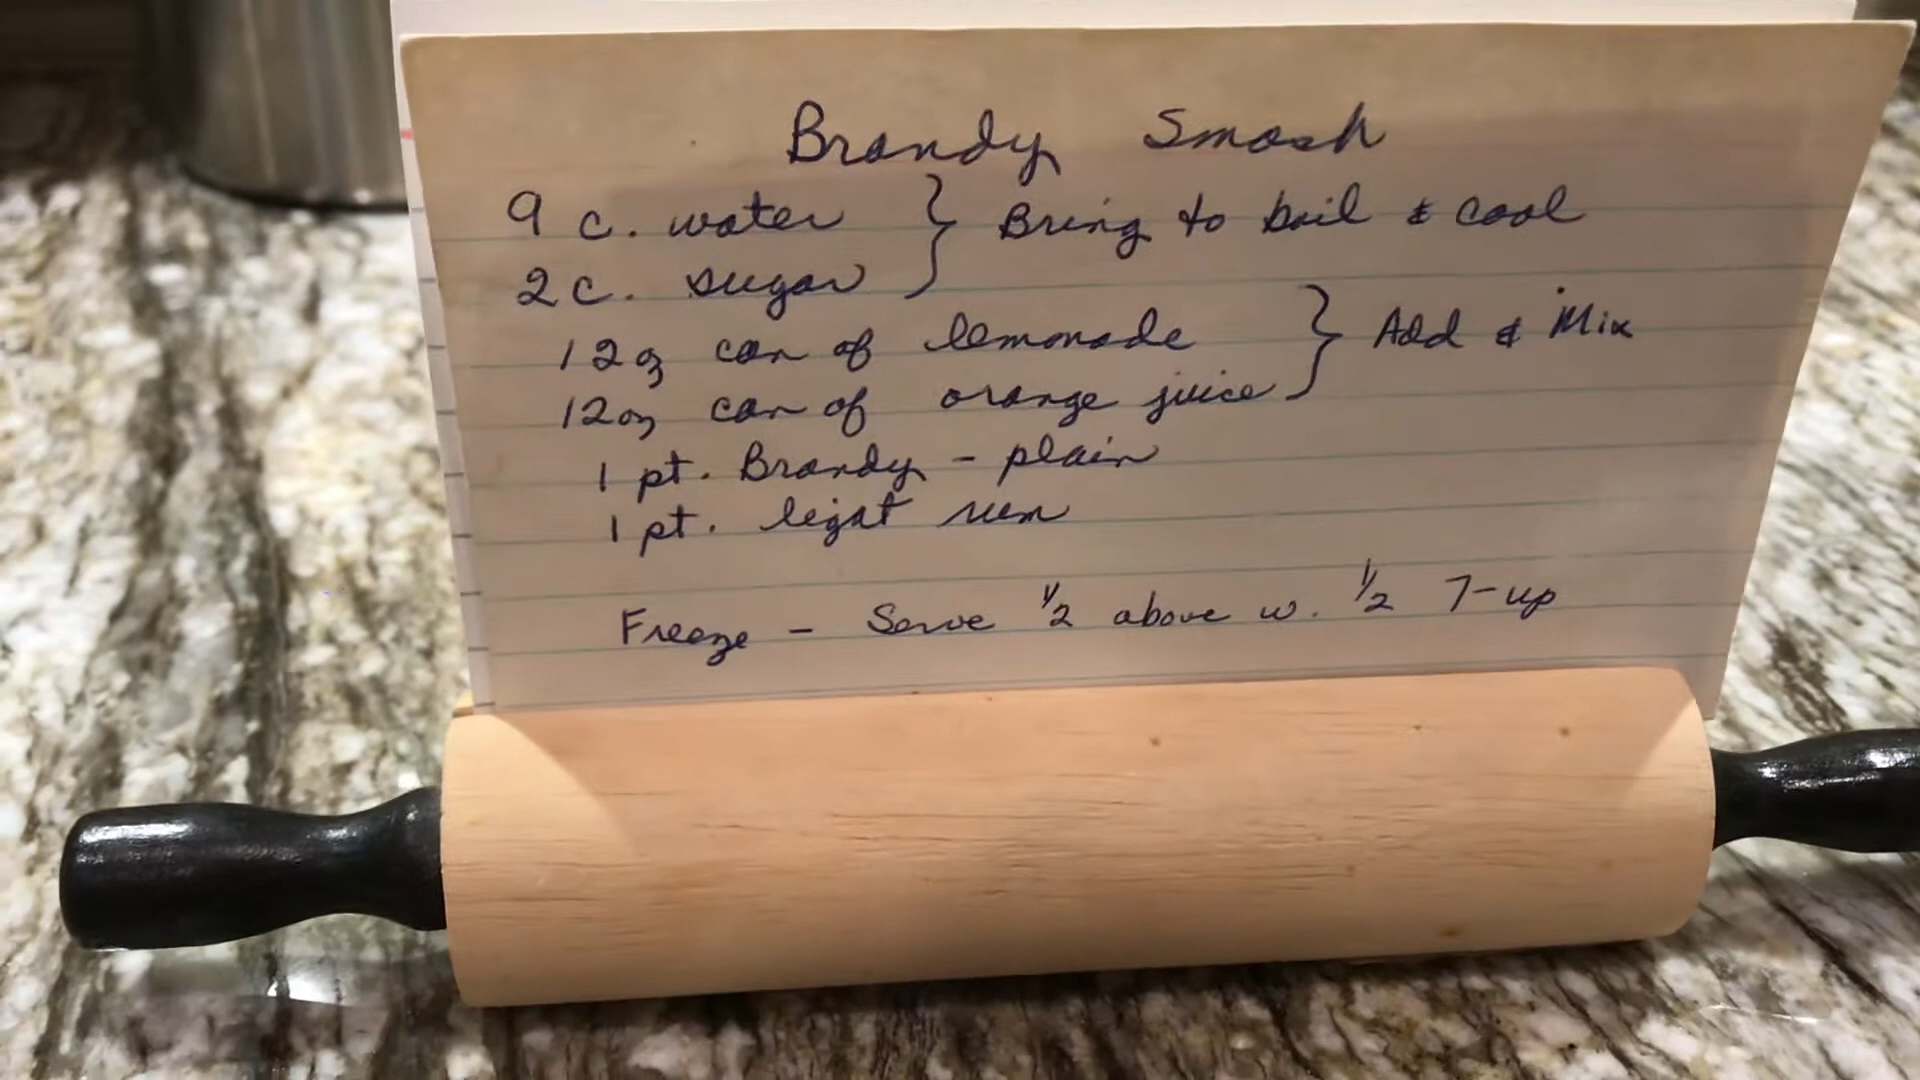 Brandy Smash
9 c. water } Bring to boil & cool
2 c. sugar
12 oz can of lemonade } Add & Mix
12 oz can of orange juice
1 pt. Brandy - plain
1 pt. light rum
Freeze - Serve 1/2 above w. 1/2 7-up